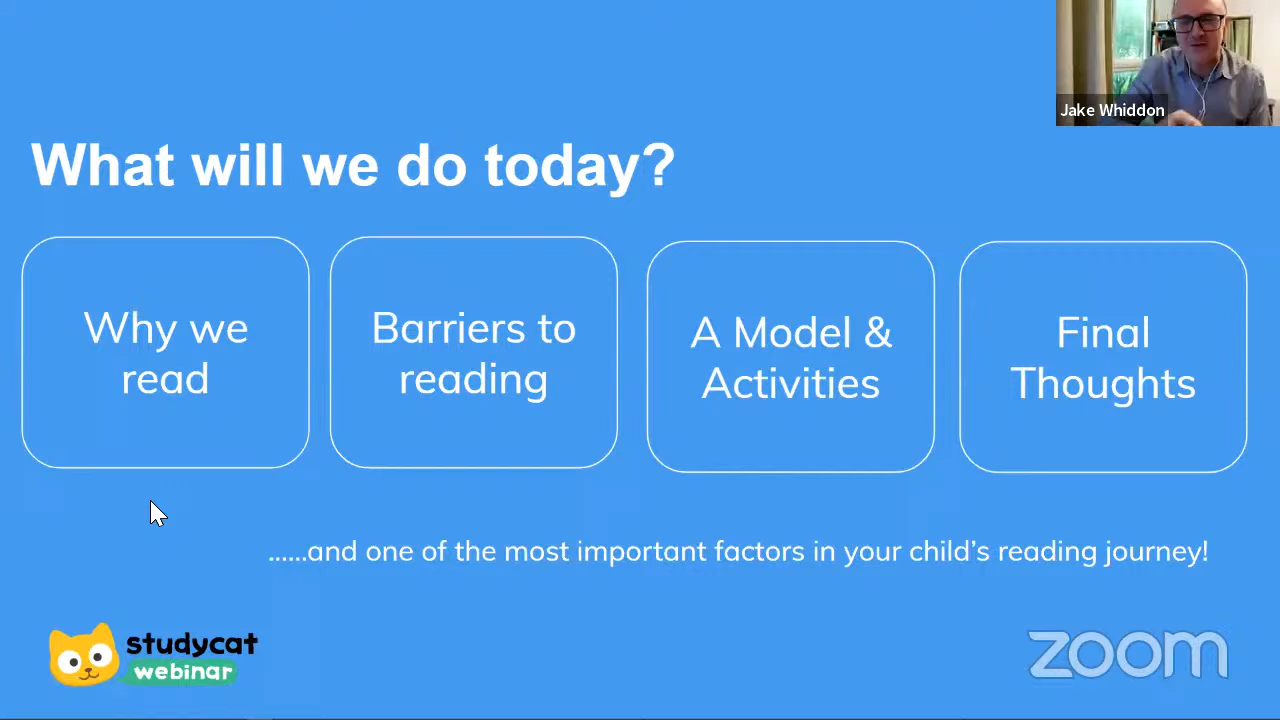 Jake Whiddon
What will we do today?
Why we
read
Barriers to
reading
A Model &
Activities
Final
Thoughts
......and one of the most important factors in your child's reading journey!
studycat
webinar
zoom